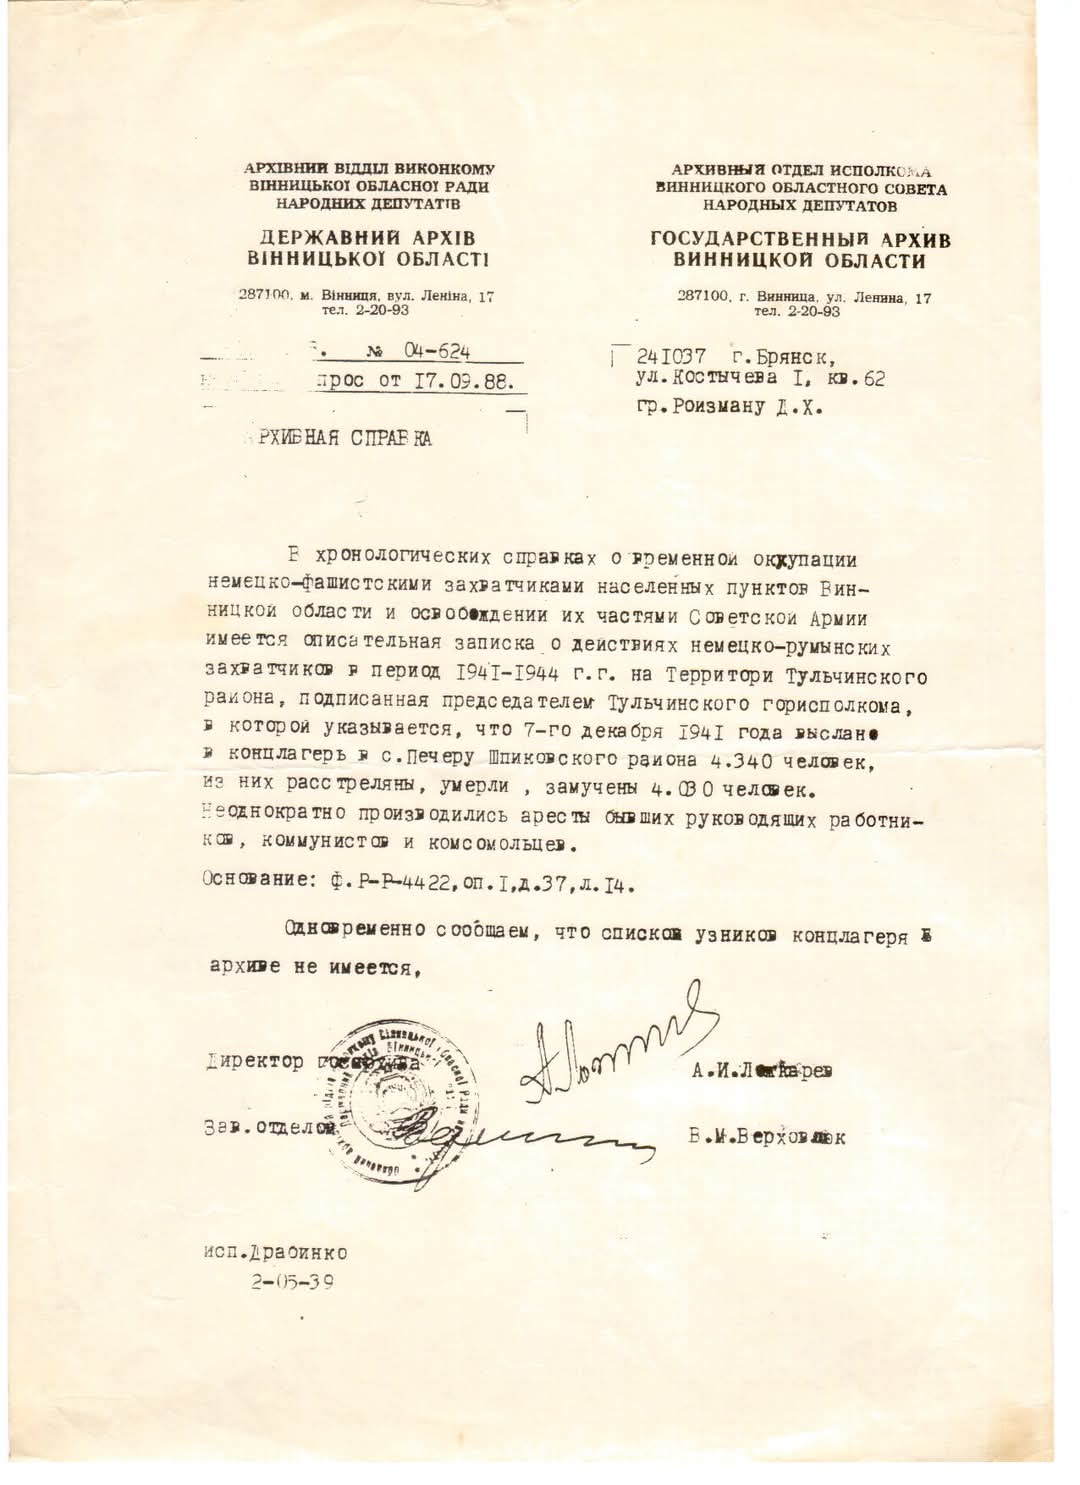 АРХІВНИЙ ВІДДІЛ ВИКОНКОМУ
ВІННИЦЬКОЇ ОБЛАСНОЇ РАДИ
НАРОДНИХ ДЕПУТАТІВ
ДЕРЖАВНИЙ АРХІВ
ВІННИЦЬКОЇ ОБЛАСТІ
287100, м. Вінниця, вул. Леніна, 17
тел. 2-20-93
АРХИВНЫЙ ОТДЕЛ ИСПОЛКОМА
ВИННИЦКОГО ОБЛАСТНОГО СОВЕТА
НАРОДНЫХ ДЕПУТАТОВ
ГОСУДАРСТВЕННЫЙ АРХИВ
ВИННИЦКОЙ ОБЛАСТИ
287100, г. Винница, ул. Ленина, 17
тел. 2-20-93
№ 04-624
прос от 17.09.88.
241037 г.Брянск,
ул.Костычева 1, кв.62
гр.Роизману Д.Х.
РХИВНАЯ СПРАВКА
В хронологических справках о временной оккупации
немецко-фашистскими захватчиками населенных пунктов Вин-
ницкой области и освобождении их частями Советской Армии
имеется описательная записка о действиях немецко-румынских
захватчиков в период 1941-1944 г.г. на Территори Тульчинского
района, подписанная председателем Тульчинского горисполкома,
в которой указывается, что 7-го декабря 1941 года выслано
в концлагерь в с.Печеру Шпиковского района 4.340 человек,
из них расстреляны, умерли , замучены 4.030 человек.
Неоднократно производились аресты бывших руководящих работни-
ков, коммунистов и комсомольцев.
Основание: ф.Р-Р-4422,оп.1,д.37,л.14.
Одновременно сообщаем, что списков узников концлагеря в
архиве не имеется,
Директор госархива
А.И.
Зав.отделом
В.М.Верховлюк
исп.Драбинко
2-05-39